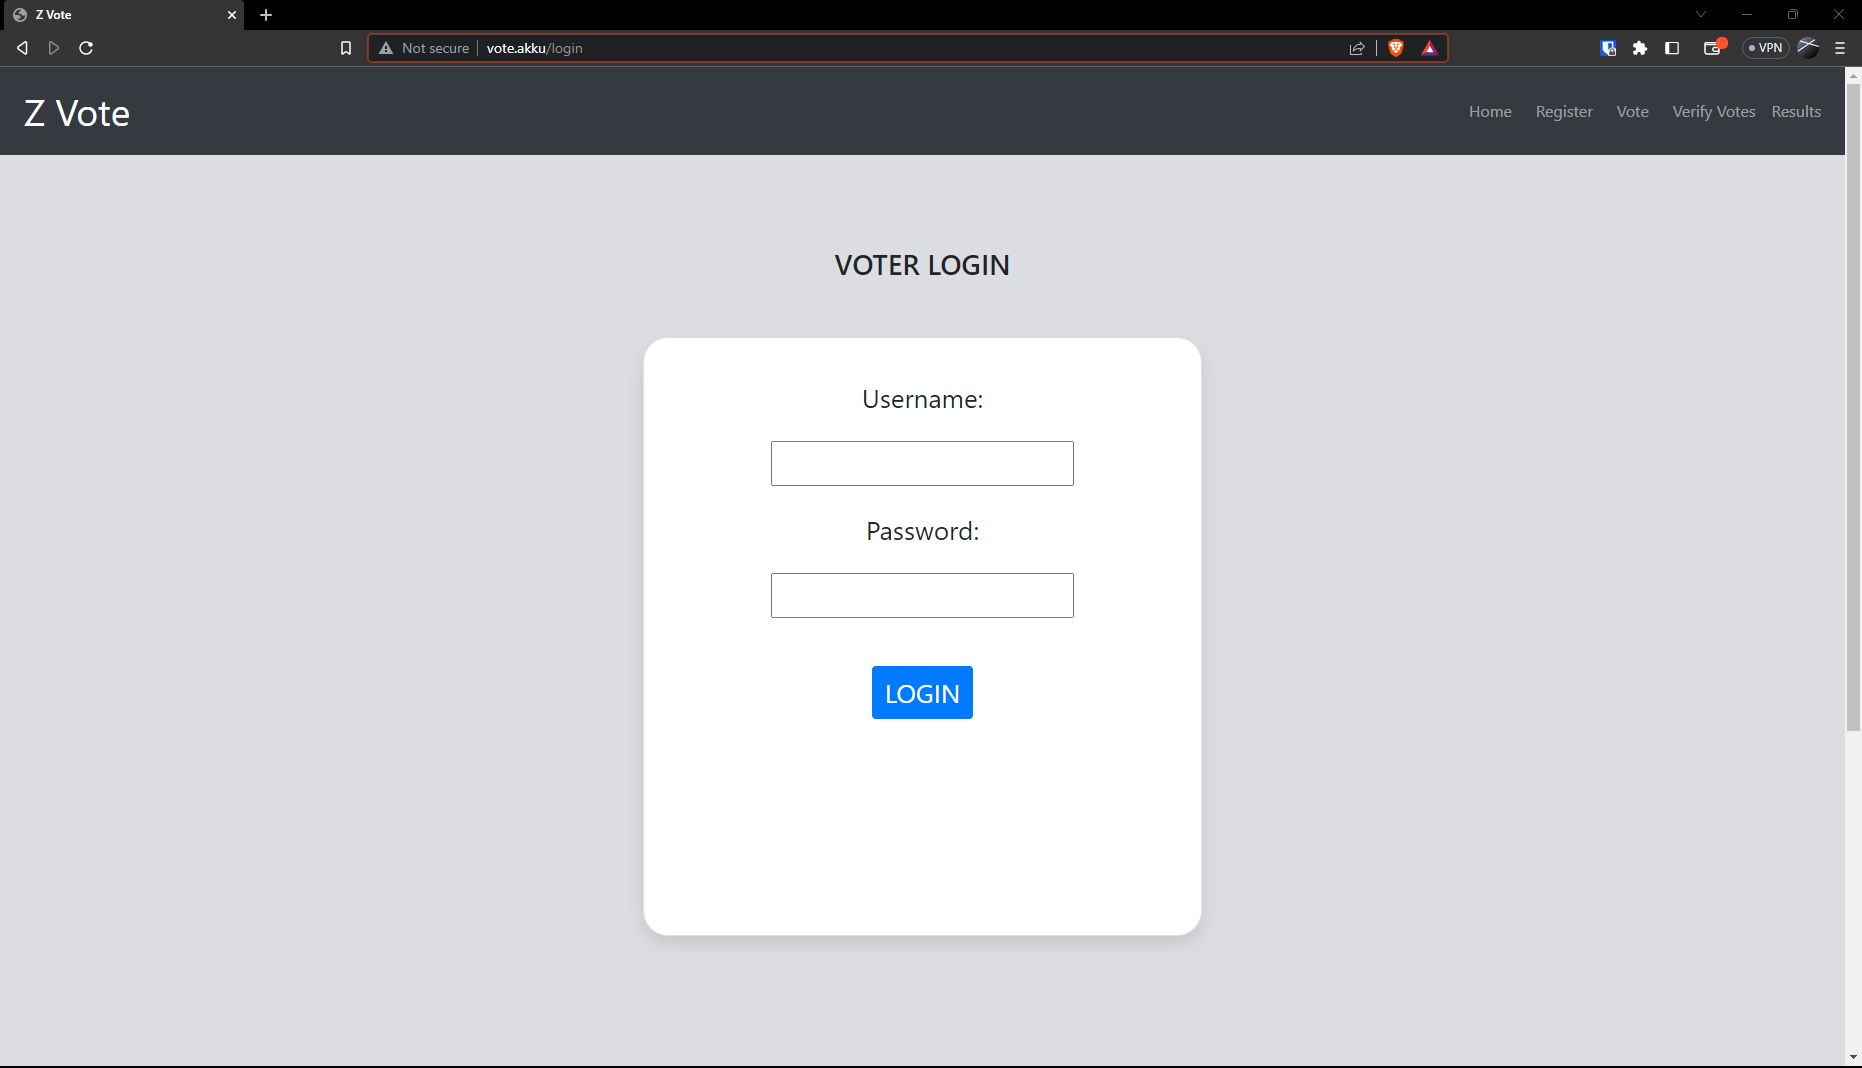 Z Vote
Not secure vote.akku/login
VPN
Z Vote
Home Register Vote Verify Votes Results
VOTER LOGIN
Username:
Password:
LOGIN